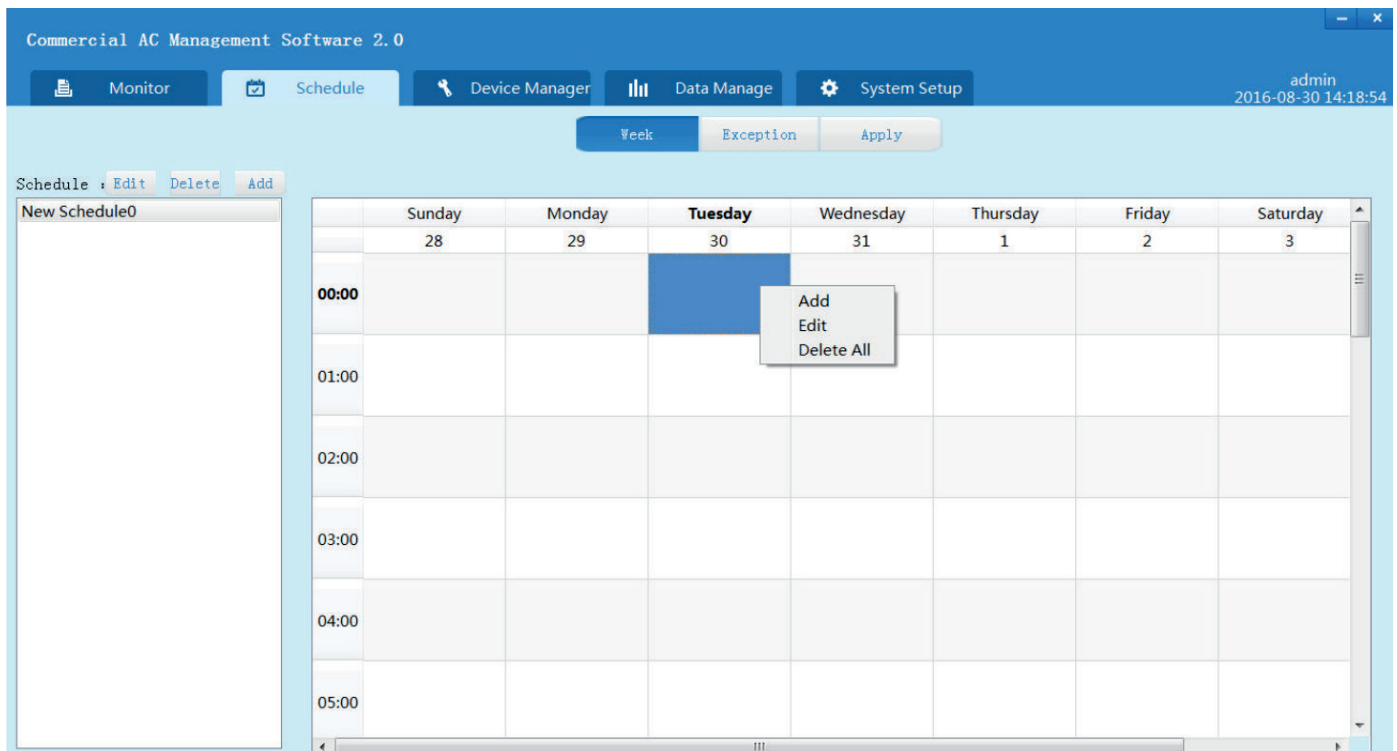 Commercial AC Management Software 2.0
Monitor Schedule Device Manager Data Manage System Setup
admin
2016-08-30 14:18:54
Week Exception Apply
Schedule : Edit Delete Add
New Schedule0
Sunday Monday Tuesday Wednesday Thursday Friday Saturday
28 29 30 31 1 2 3
00:00
Add
Edit
Delete All
01:00
02:00
03:00
04:00
05:00